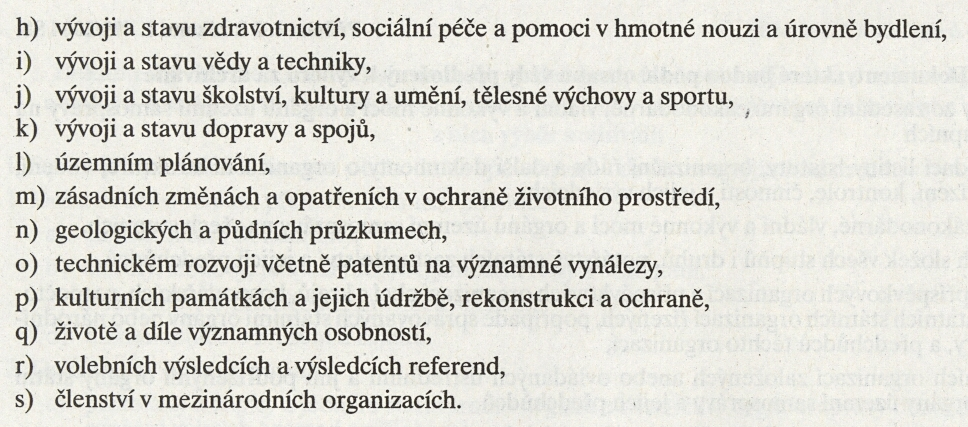 h) vývoji a stavu zdravotnictví, sociální péče a pomoci v hmotné nouzi a úrovně bydlení,
i) vývoji a stavu vědy a techniky,
j) vývoji a stavu školství, kultury a umění, tělesné výchovy a sportu,
k) vývoji a stavu dopravy a spojů,
l) územním plánování,
m) zásadních změnách a opatřeních v ochraně životního prostředí,
n) geologických a půdních průzkumech,
o) technickém rozvoji včetně patentů na významné vynálezy,
p) kulturních památkách a jejich údržbě, rekonstrukci a ochraně,
q) životě a díle významných osobností,
r) volebních výsledcích a výsledcích referend,
s) členství v mezinárodních organizacích.